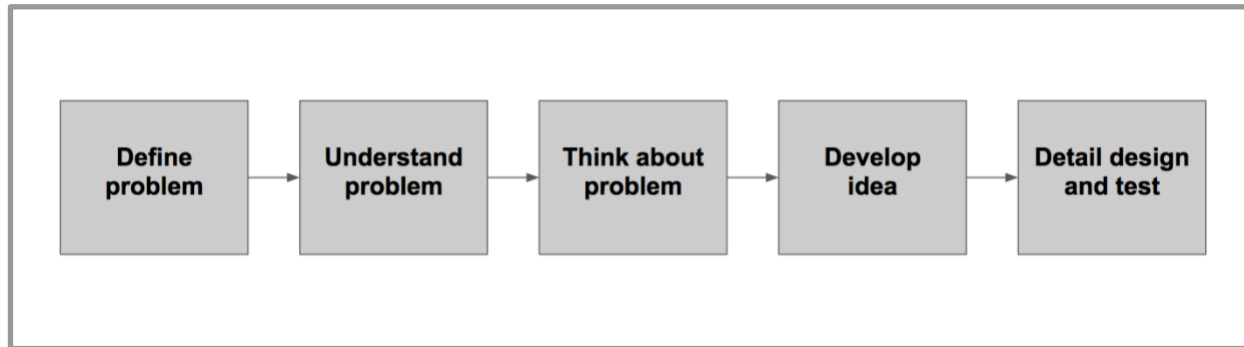 Define
problem
Understand
problem
Think about
problem
Develop
idea
Detail design
and test